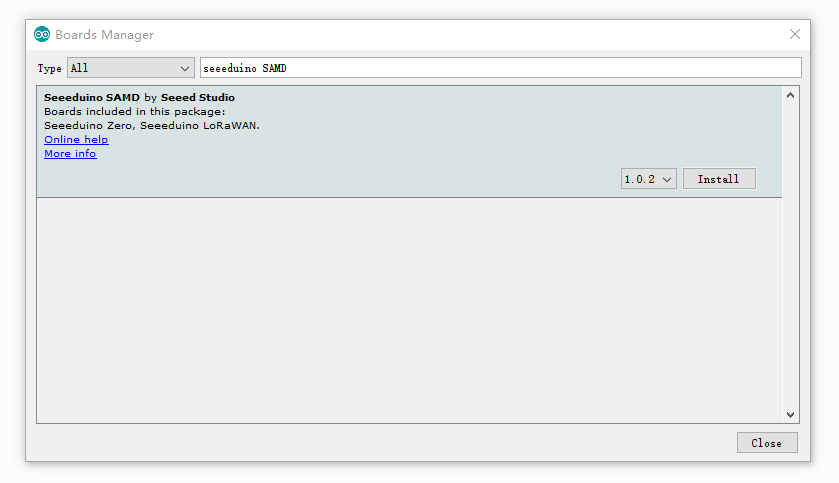 Boards Manager
Type All seeeduino SAMD
Seeeduino SAMD by Seeed Studio
Boards included in this package:
Seeeduino Zero, Seeeduino LoRaWAN.
Online help
More info
1.0.2 Install
Close